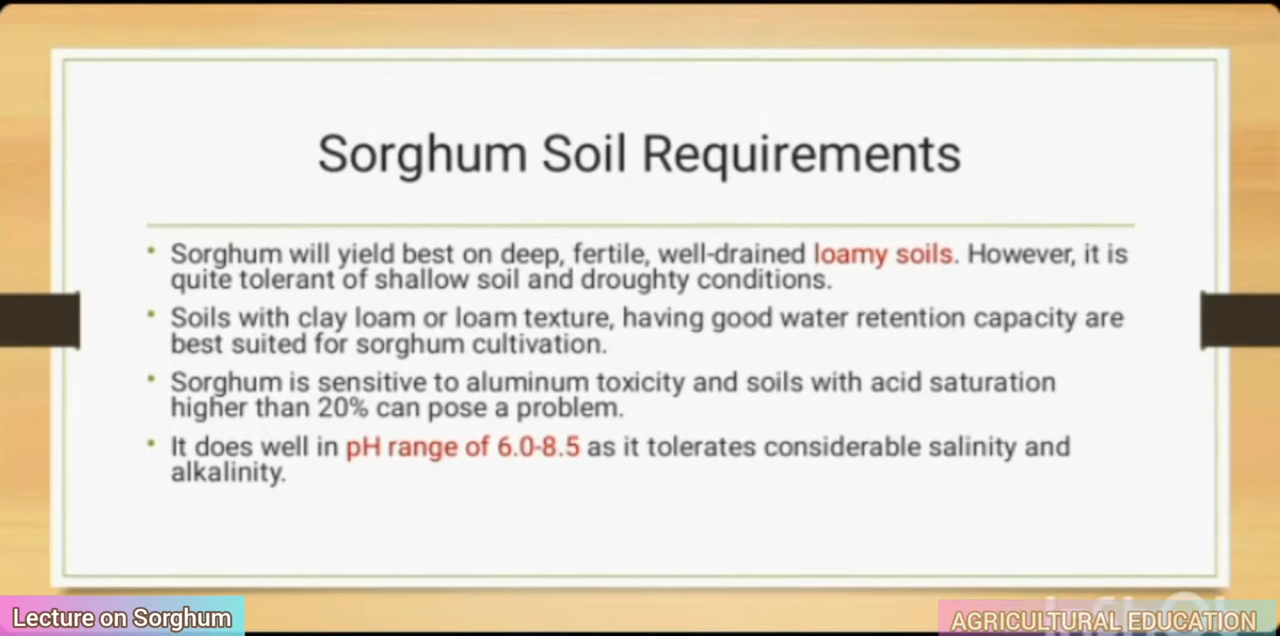 Sorghum Soil Requirements
• Sorghum will yield best on deep, fertile, well-drained loamy soils. However, it is
quite tolerant of shallow soil and droughty conditions.
• Soils with clay loam or loam texture, having good water retention capacity are
best suited for sorghum cultivation.
• Sorghum is sensitive to aluminum toxicity and soils with acid saturation
higher than 20% can pose a problem.
• It does well in pH range of 6.0-8.5 as it tolerates considerable salinity and
alkalinity.
Lecture on Sorghum
AGRICULTURAL EDUCATION